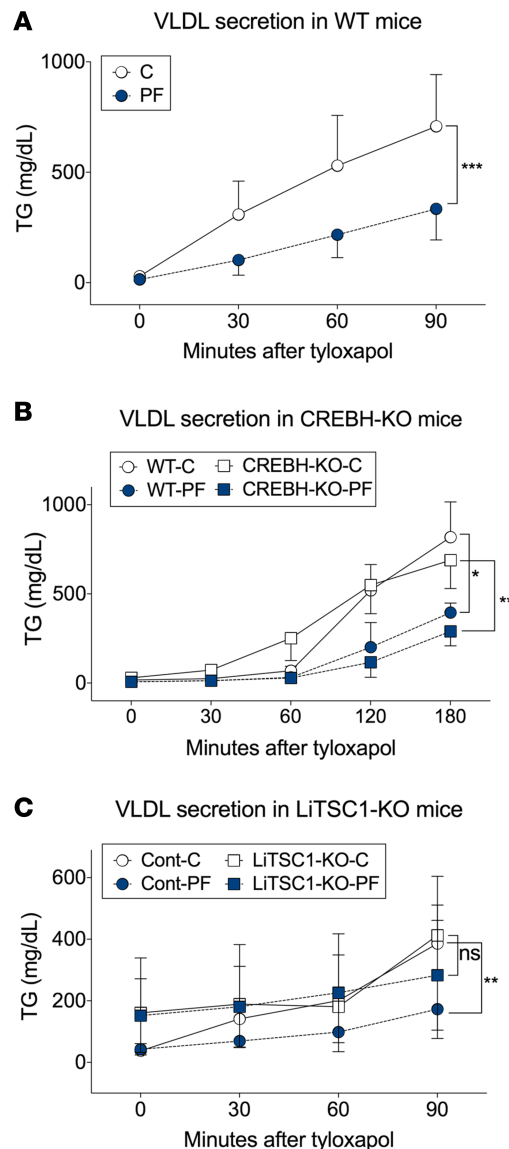 A
VLDL secretion in WT mice
C
PF
1000
500
0
TG (mg/dL)
***
0 30 60 90
Minutes after tyloxapol
B
VLDL secretion in CREBH-KO mice
WT-C CREBH-KO-C
WT-PF CREBH-KO-PF
1000
500
0
TG (mg/dL)
*
**
0 30 60 120 180
Minutes after tyloxapol
C
VLDL secretion in LiTSC1-KO mice
Cont-C LiTSC1-KO-C
Cont-PF LiTSC1-KO-PF
600
400
200
0
TG (mg/dL)
ns
**
0 30 60 90
Minutes after tyloxapol